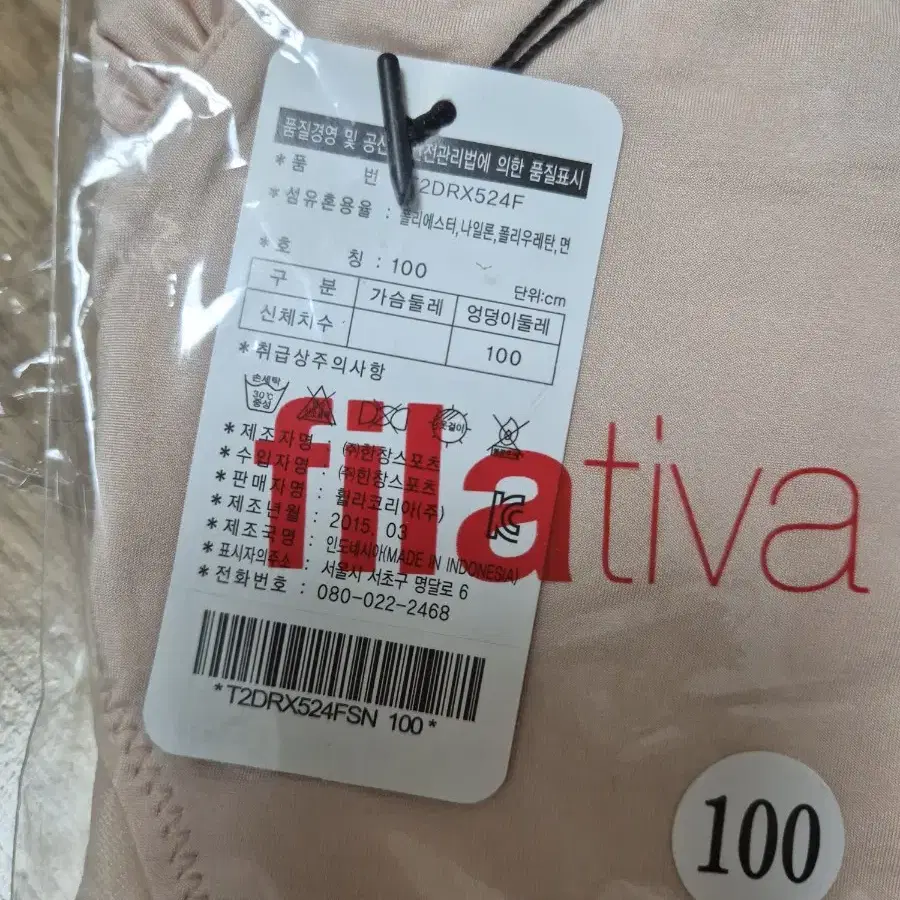 품질경영 및 공산 전관리법에 의한 품질표시
*품 번 T2DRX524F
*섬유혼용율 : 폴리에스터,나일론,폴리우레탄,면
*호 칭 : 100
단위:cm
구 분 가슴둘레 엉덩이둘레
신체치수 100
*취급상주의사항
손세탁
30℃
중성
*제조자명 : (주)한창스포츠
*수입자명 : (주)한창스포츠
*판매자명 : 휠라코리아(주)
*제조년월 : 2015. 03
*제조국명 : 인도네시아(MADE IN INDONESIA)
*표시자의주소 : 서울시 서초구 명달로 6
*전화번호 : 080-022-2468
filativa
*T2DRX524FSN 100*
100